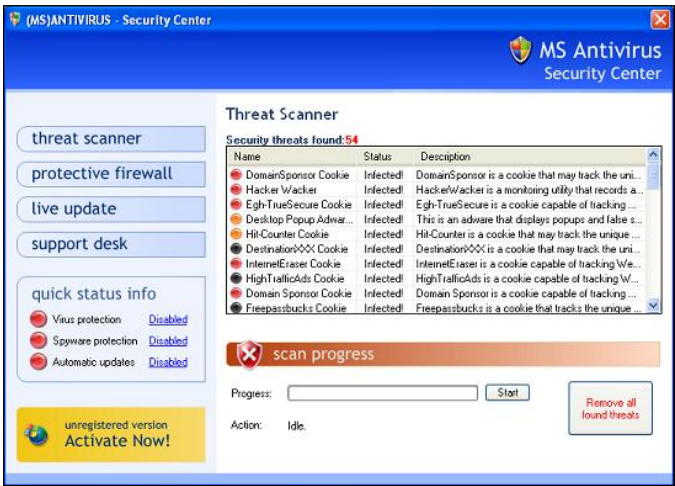 (MS)ANTIVIRUS - Security Center
MS Antivirus
Security Center
threat scanner
protective firewall
live update
support desk
quick status info
Virus protection Disabled
Spyware protection Disabled
Automatic updates Disabled
unregistered version
Activate Now!
Threat Scanner
Security threats found:54
Name Status Description
DomainSponsor Cookie Infected! DomainSponsor is a cookie that may track the uni...
Hacker Wacker Infected! HackerWacker is a monitoring utility that records a...
Egh-TrueSecure Cookie Infected! Egh-TrueSecure is a cookie capable of tracking ...
Desktop Popup Adwar... Infected! This is an adware that displays popups and false s...
Hit-Counter Cookie Infected! Hit-Counter is a cookie that may track the unique ...
DestinationXXX Cookie Infected! DestinationXXX is a cookie that may track the uni...
InternetEraser Cookie Infected! InternetEraser is a cookie capable of tracking We...
HighTrafficAds Cookie Infected! HighTrafficAds is a cookie capable of tracking W...
Domain Sponsor Cookie Infected! Domain Sponsor is a cookie capable of tracking ...
Freepassbucks Cookie Infected! Freepassbucks is a cookie that tracks the unique ...
scan progress
Progress: Start
Action: Idle.
Remove all
found threats